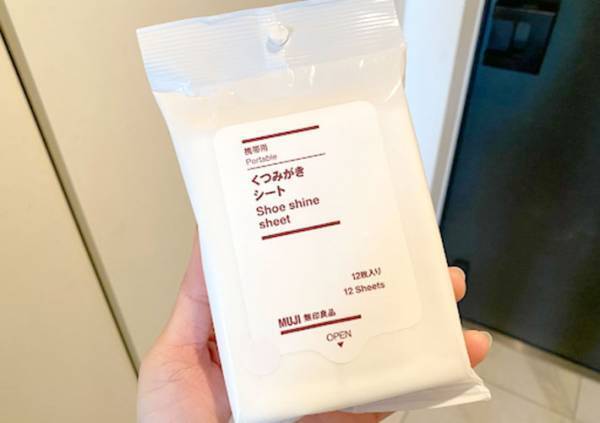 携帯用
Portable
くつみがき
シート
Shoe shine
sheet
12枚入り
12 Sheets
MUJI 無印良品
OPEN